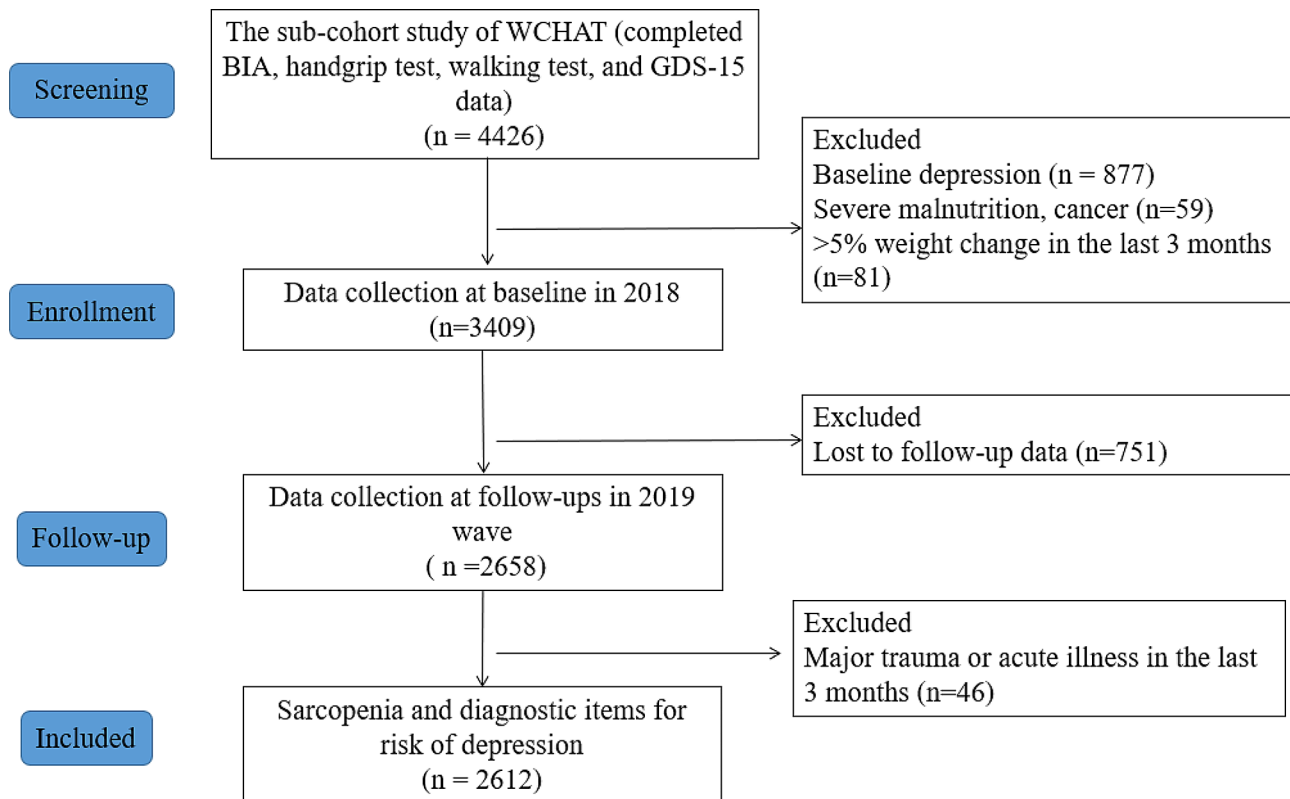 Screening
The sub-cohort study of WCHAT (completed
BIA, handgrip test, walking test, and GDS-15
data)
(n = 4426)
Excluded
Baseline depression (n = 877)
Severe malnutrition, cancer (n=59)
>5% weight change in the last 3 months
(n=81)
Enrollment
Data collection at baseline in 2018
(n=3409)
Excluded
Lost to follow-up data (n=751)
Follow-up
Data collection at follow-ups in 2019
wave
( n =2658)
Excluded
Major trauma or acute illness in the last
3 months (n=46)
Included
Sarcopenia and diagnostic items for
risk of depression
(n = 2612)